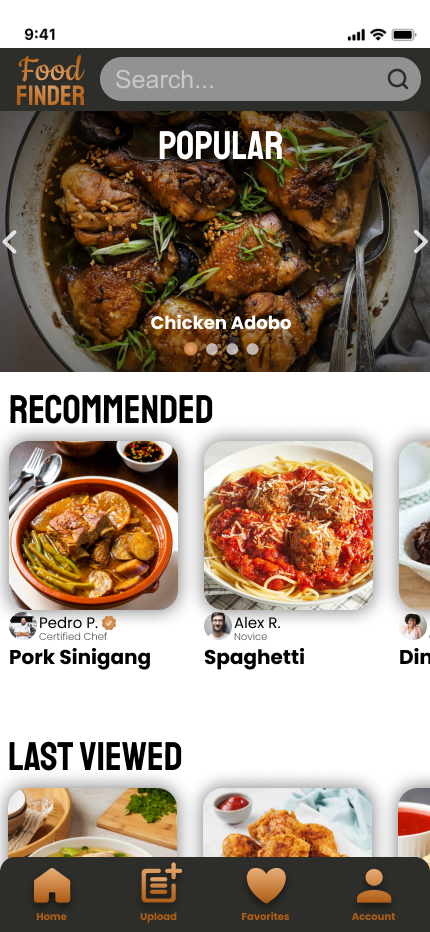 9:41
Food
FINDER
Search...
POPULAR
Chicken Adobo
RECOMMENDED
Pedro P.
Certified Chef
Pork Sinigang
Alex R.
Novice
Spaghetti
Din
LAST VIEWED
Home
Upload
Favorites
Account